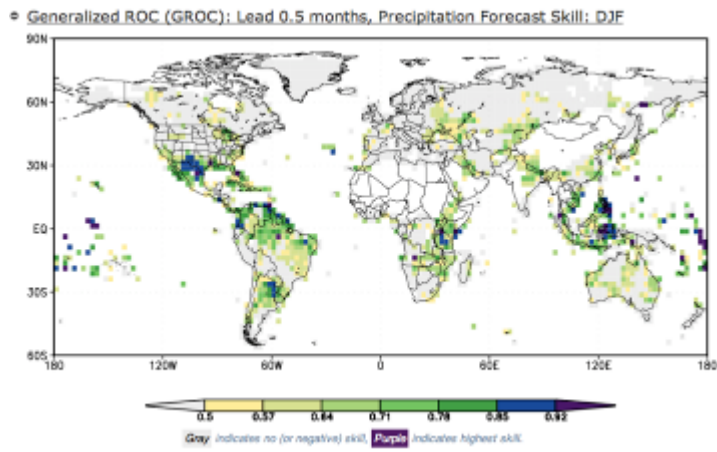 Generalized ROC (GROC): Lead 0.5 months, Precipitation Forecast Skill: DJF
90N
60N
30N
EQ
30S
60S
180 120W 60W 0 60E 120E 180
0.5 0.57 0.64 0.71 0.78 0.85 0.92
Gray indicates no (or negative) skill, Purple indicates highest skill.